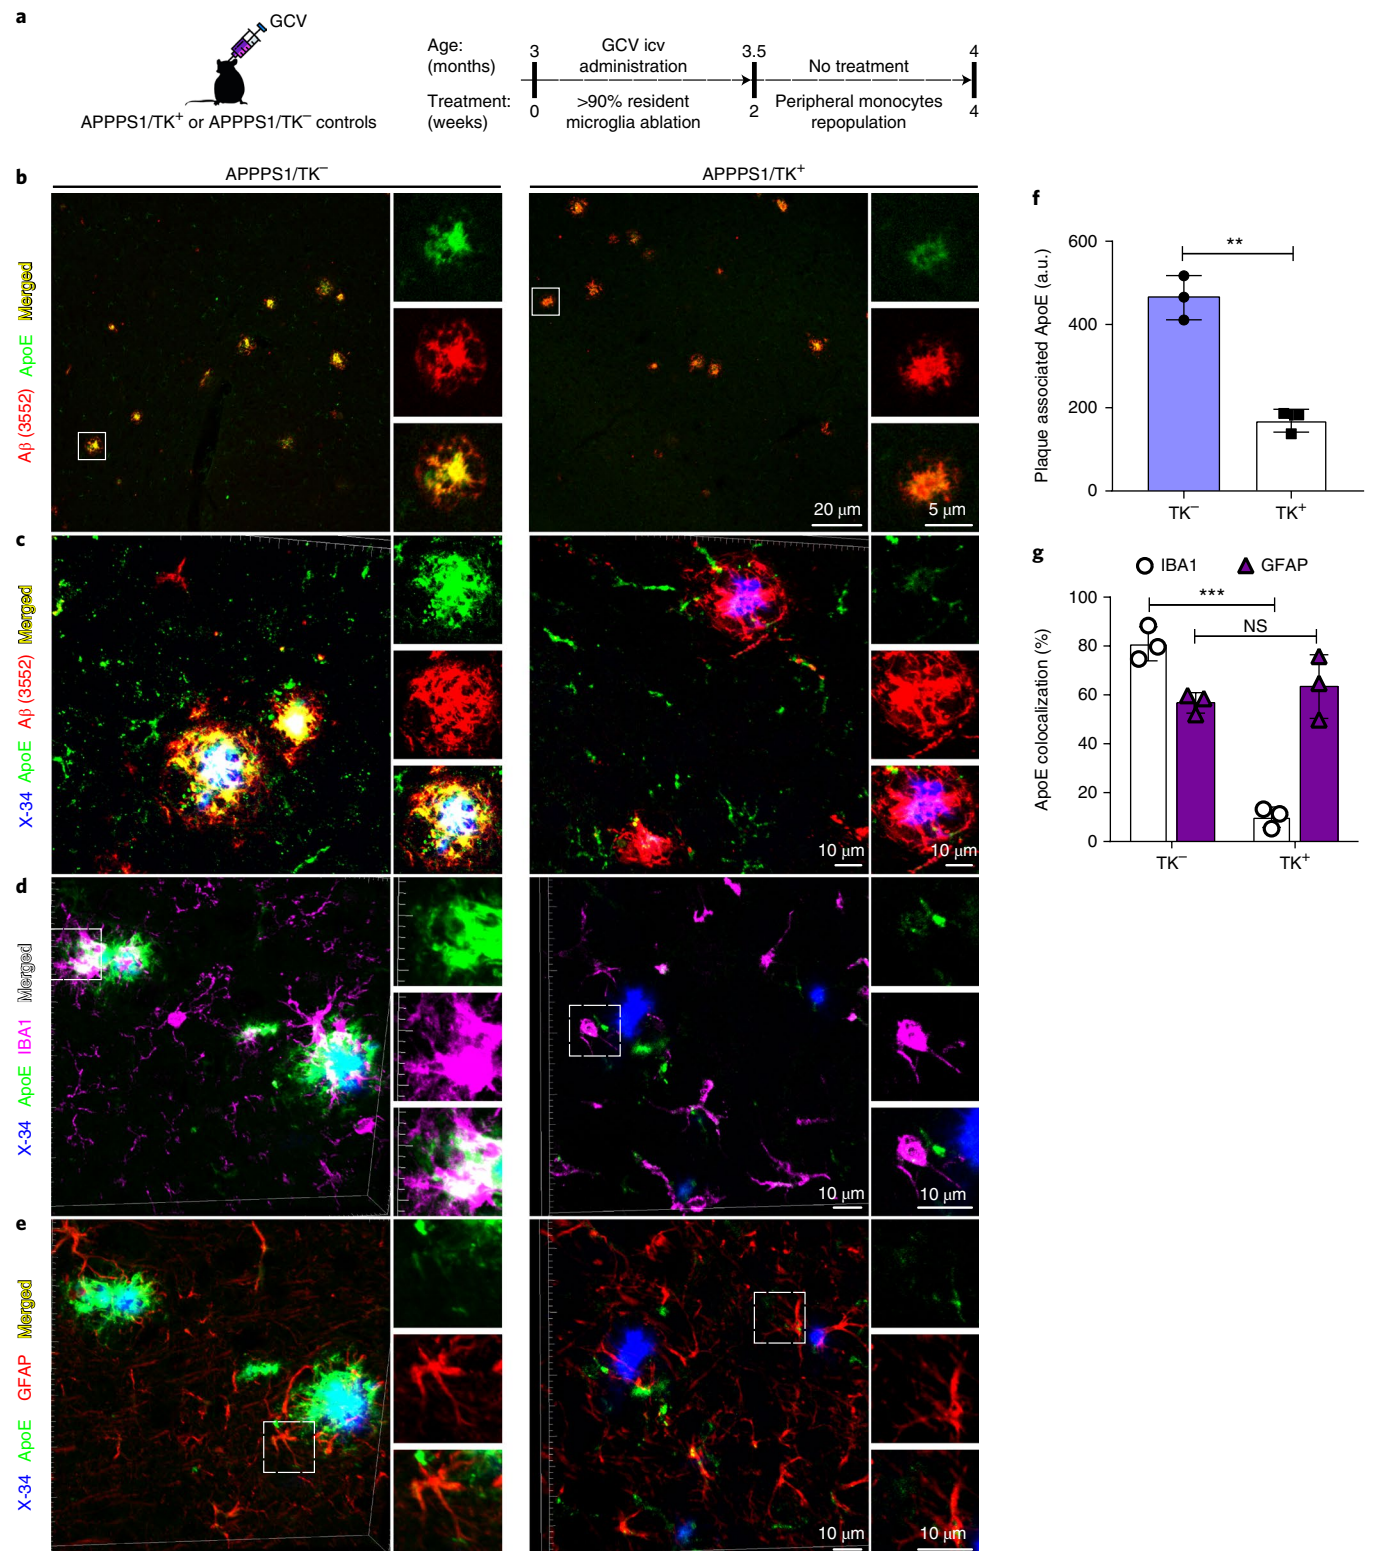 a
GCV
APPPS1/TK+ or APPPS1/TK− controls
Age:
(months)
Treatment:
(weeks)
3
GCV icv
administration
3.5
No treatment
4
0
>90% resident
microglia ablation
2
Peripheral monocytes
repopulation
4
b
APPPS1/TK−
APPPS1/TK+
Aβ (3552) ApoE Merged
20 μm
5 μm
c
X-34 ApoE Aβ (3552) Merged
10 μm
10 μm
d
X-34 ApoE IBA1 Merged
10 μm
10 μm
e
X-34 ApoE GFAP Merged
10 μm
10 μm
f
Plaque associated ApoE (a.u.)
600
400
200
0
**
TK−
TK+
g
IBA1
GFAP
ApoE colocalization (%)
100
80
60
40
20
0
***
NS
TK−
TK+